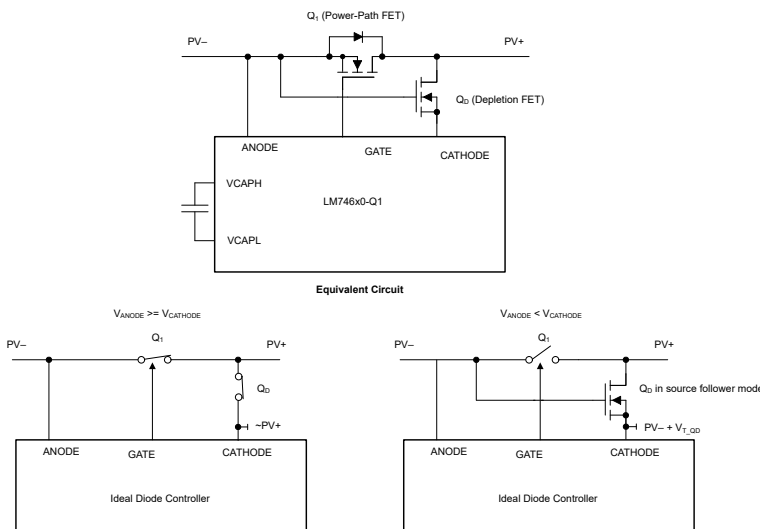 Q1 (Power-Path FET)
PV– PV+
QD (Depletion FET)
ANODE GATE CATHODE
VCAPH
LM746x0-Q1
VCAPL
Equivalent Circuit
VANODE >= VCATHODE
PV– Q1 PV+
QD
~PV+
ANODE GATE CATHODE
Ideal Diode Controller
VANODE < VCATHODE
PV– Q1 PV+
QD in source follower mode
PV– + VT_QD
ANODE GATE CATHODE
Ideal Diode Controller